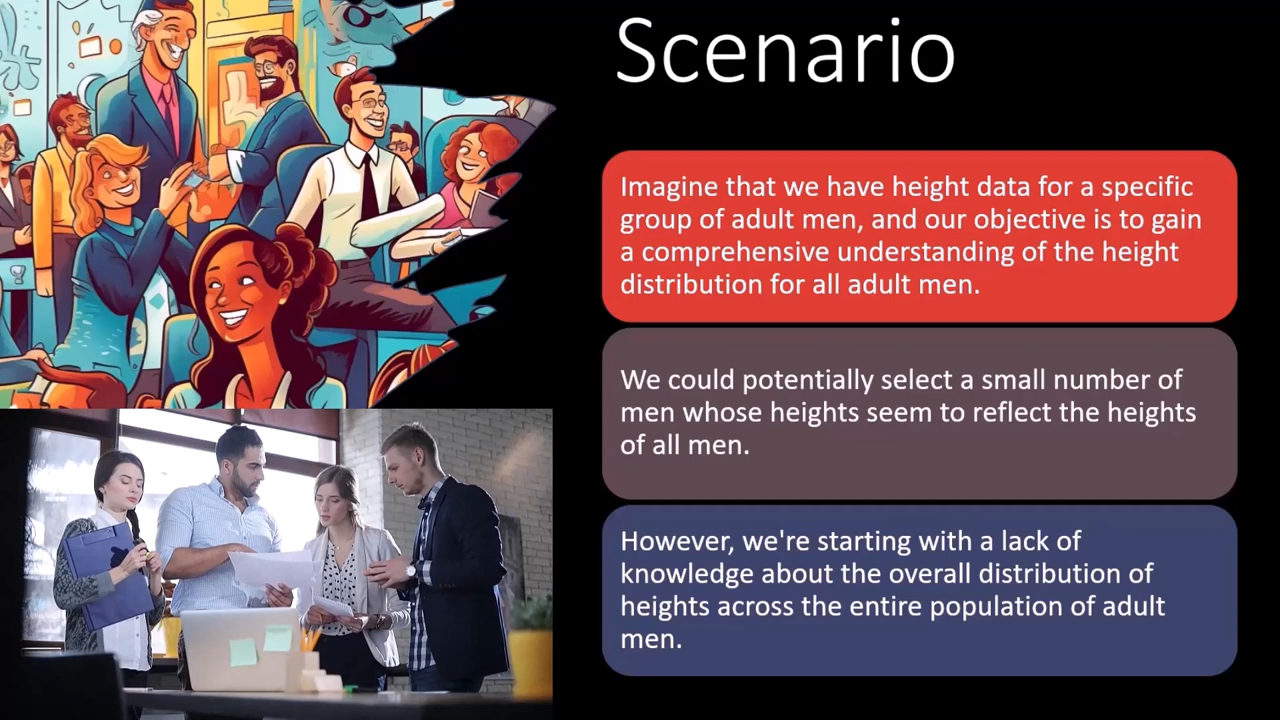 Scenario
Imagine that we have height data for a specific
group of adult men, and our objective is to gain
a comprehensive understanding of the height
distribution for all adult men.
We could potentially select a small number of
men whose heights seem to reflect the heights
of all men.
However, we're starting with a lack of
knowledge about the overall distribution of
heights across the entire population of adult
men.